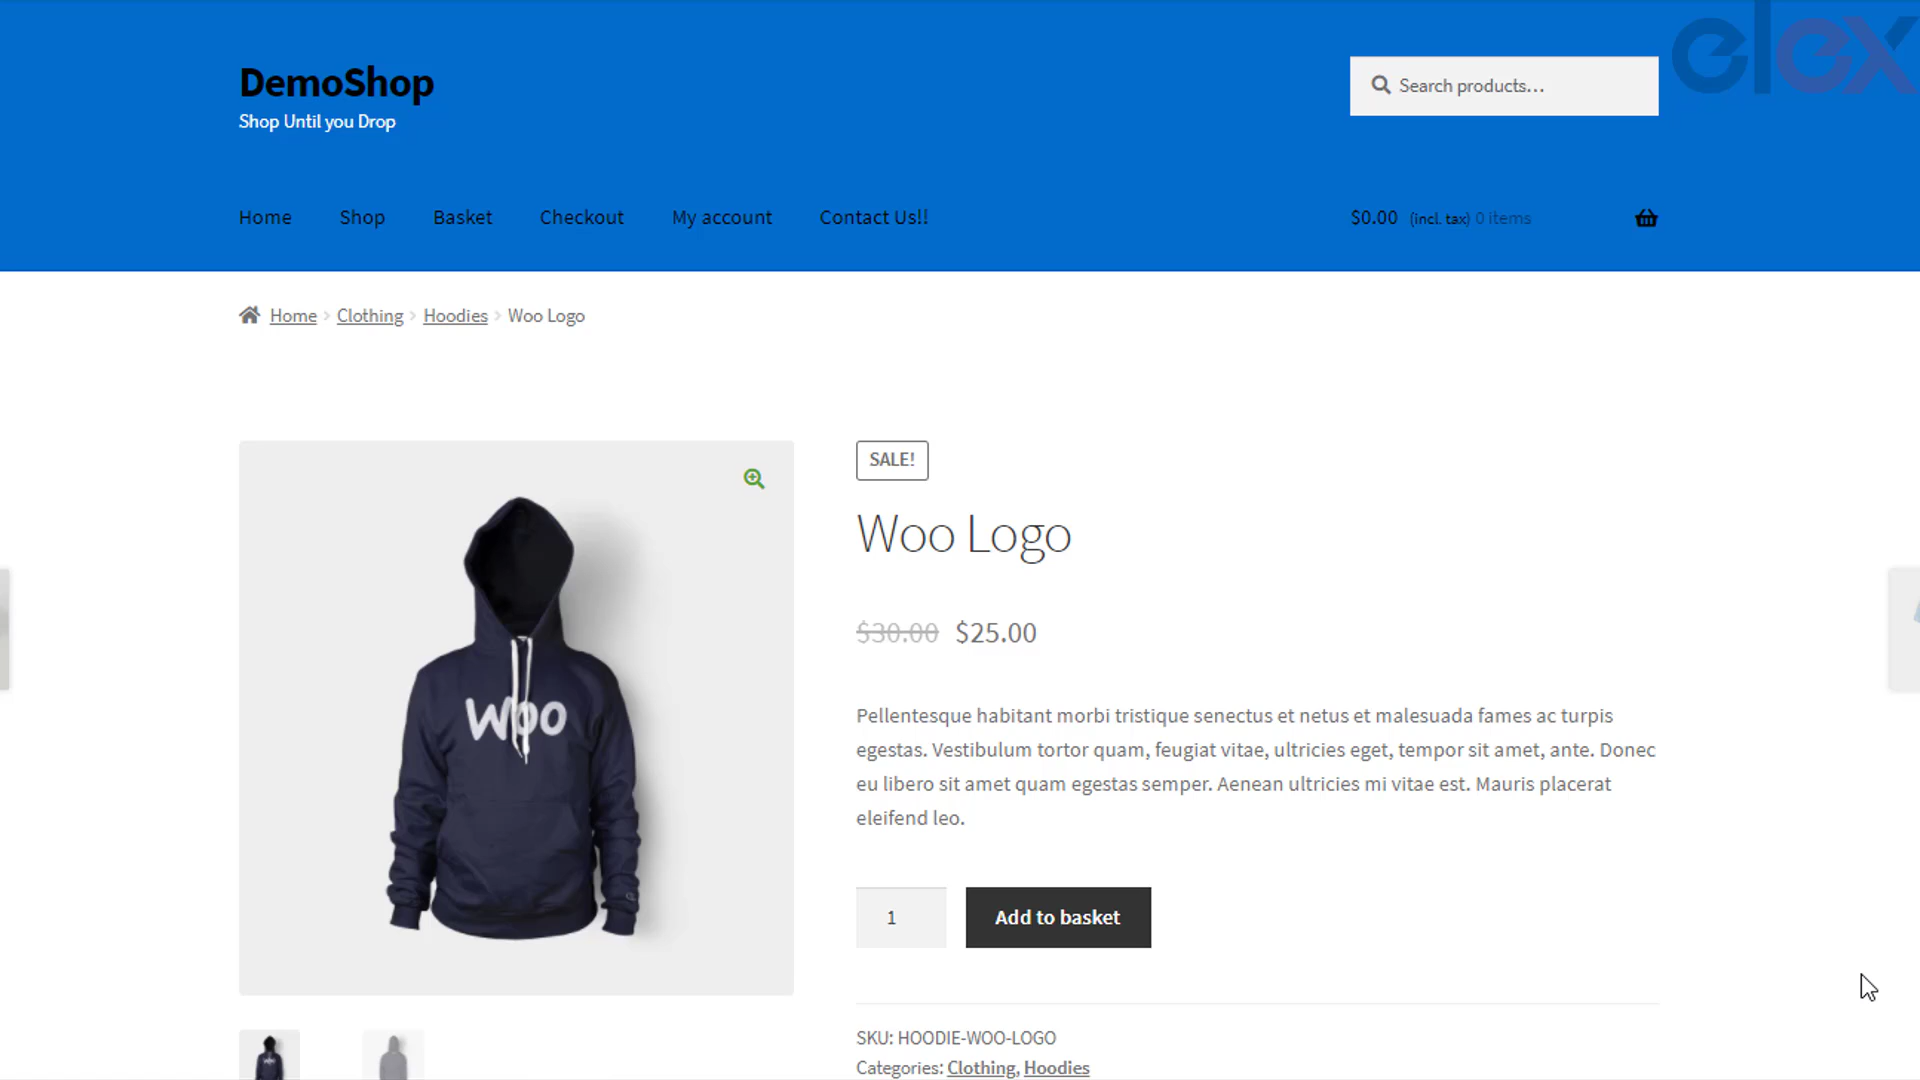 elex
DemoShop
Shop Until you Drop
Search products...
Home Shop Basket Checkout My account Contact Us!!
$0.00 (incl. tax) 0 items
Home Clothing Hoodies Woo Logo
SALE!
Woo Logo
$30.00 $25.00
Pellentesque habitant morbi tristique senectus et netus et malesuada fames ac turpis
egestas. Vestibulum tortor quam, feugiat vitae, ultricies eget, tempor sit amet, ante. Donec
eu libero sit amet quam egestas semper. Aenean ultricies mi vitae est. Mauris placerat
eleifend leo.
Woo
1 Add to basket
SKU: HOODIE-WOO-LOGO
Categories: Clothing, Hoodies